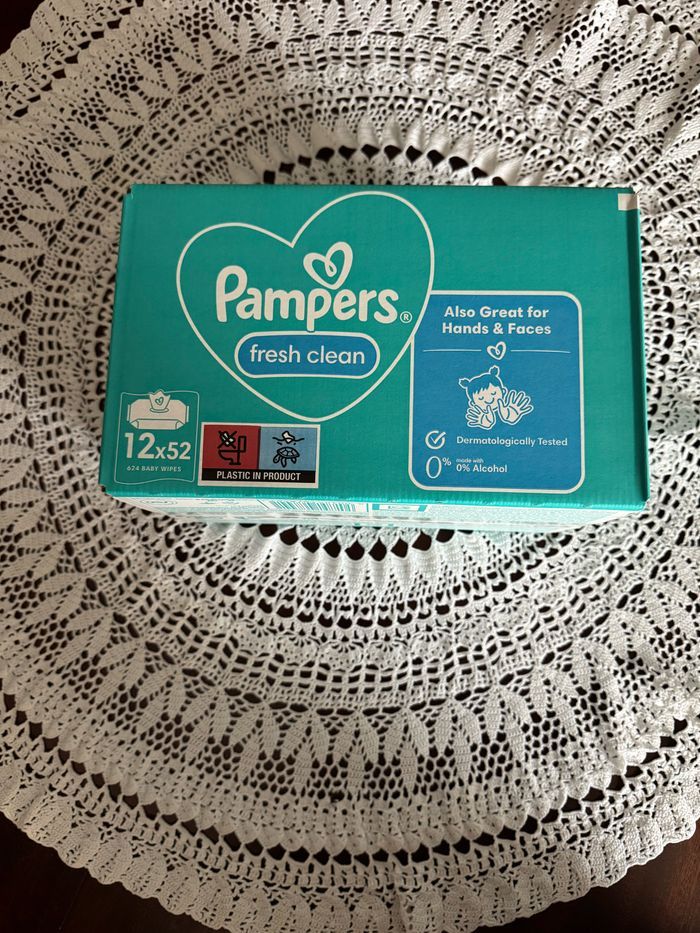 Pampers®
fresh clean
Also Great for
Hands & Faces
Dermatologically Tested
0%
made with
0% Alcohol
12x52
624 BABY WIPES
PLASTIC IN PRODUCT